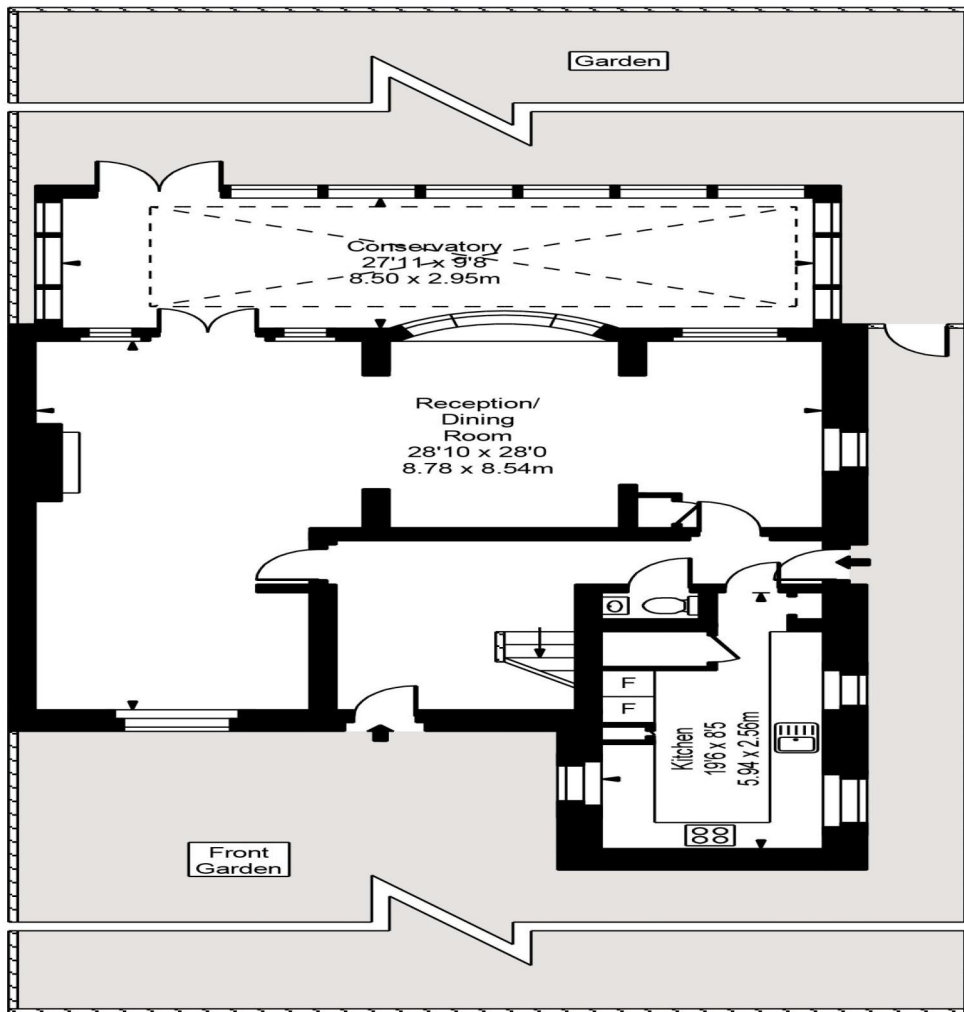 Garden
Conservatory
27'11 x 9'8
8.50 x 2.95m
Reception/
Dining
Room
28'10 x 28'0
8.78 x 8.54m
F
F
Kitchen
19'6 x 8'5
5.94 x 2.56m
Front
Garden